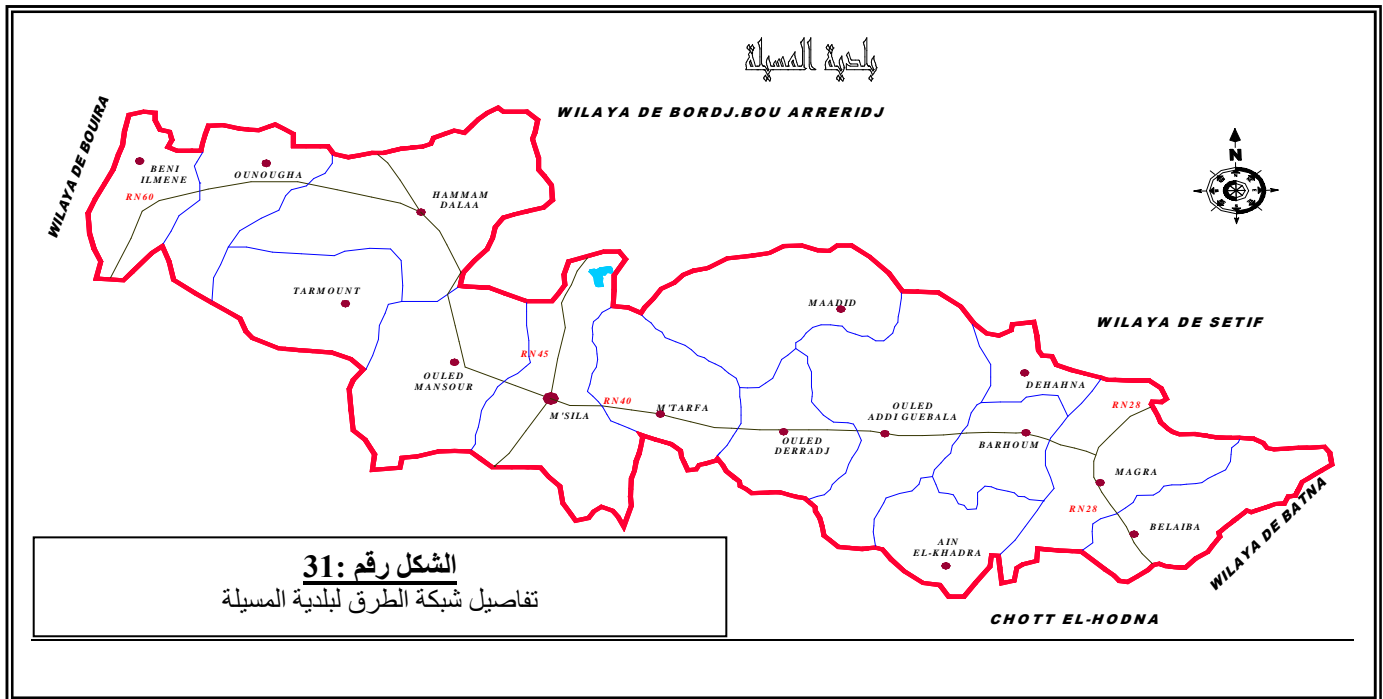 بلدية المسيلة
WILAYA DE BORDJ.BOU ARRERIDJ
WILAYA DE BOUIRA
N
BENI
ILMENE
OUNOUGHA
RN60
HAMMAM
DALAA
TARMOUNT
MAADID
WILAYA DE SETIF
RN45
OULED
MANSOUR
DEHAHNA
M'SILA
RN40
M'TARFA
OULED
ADDI GUEBALA
RN28
OULED
DERRADJ
BARHOUM
MAGRA
RN28
BELAIBA
WILAYA DE BATNA
AIN
EL-KHADRA
CHOTT EL-HODNA
الشكل رقم :31
تفاصيل شبكة الطرق لبلدية المسيلة